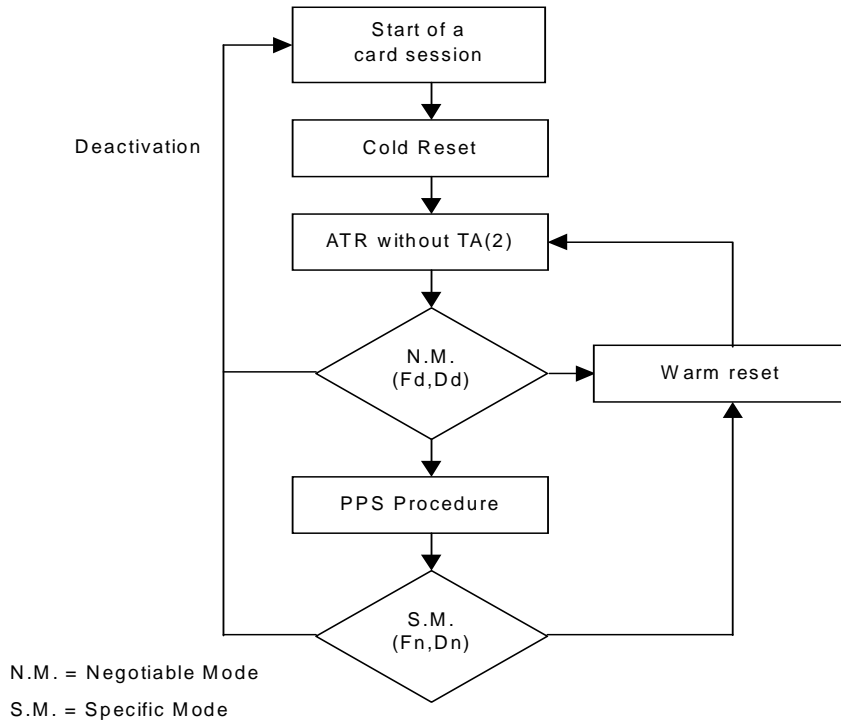 Start of a
card session
Deactivation
Cold Reset
ATR without TA(2)
N.M.
(Fd,Dd)
Warm reset
PPS Procedure
S.M.
(Fn,Dn)
N.M. = Negotiable Mode
S.M. = Specific Mode